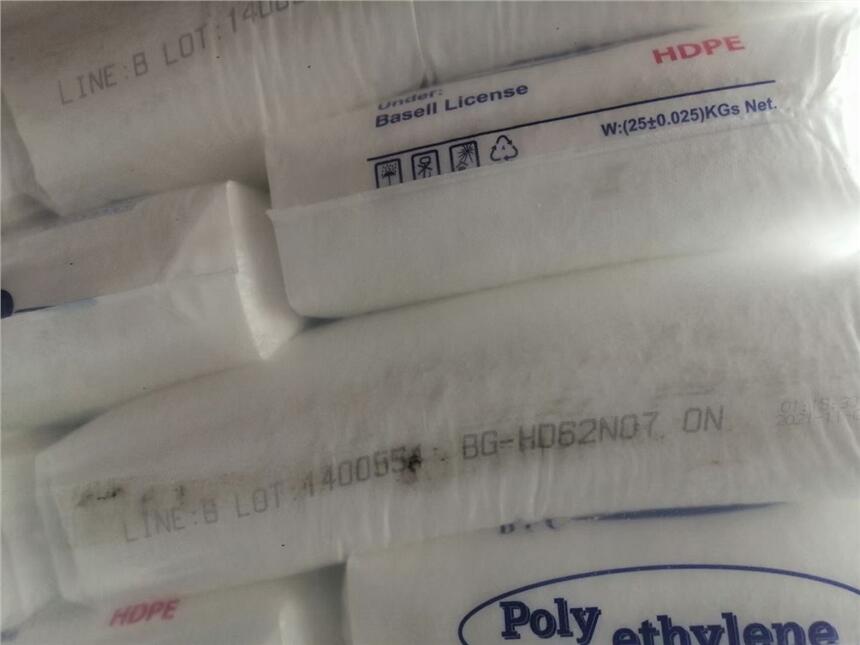 LINE:B LOT:1400
HDPE
Under:
Basell License
W:(25±0.025)KGs Net.
LINE:B LOT:1400554 BG-HD62N07 ON
HDPE
Poly ethylene